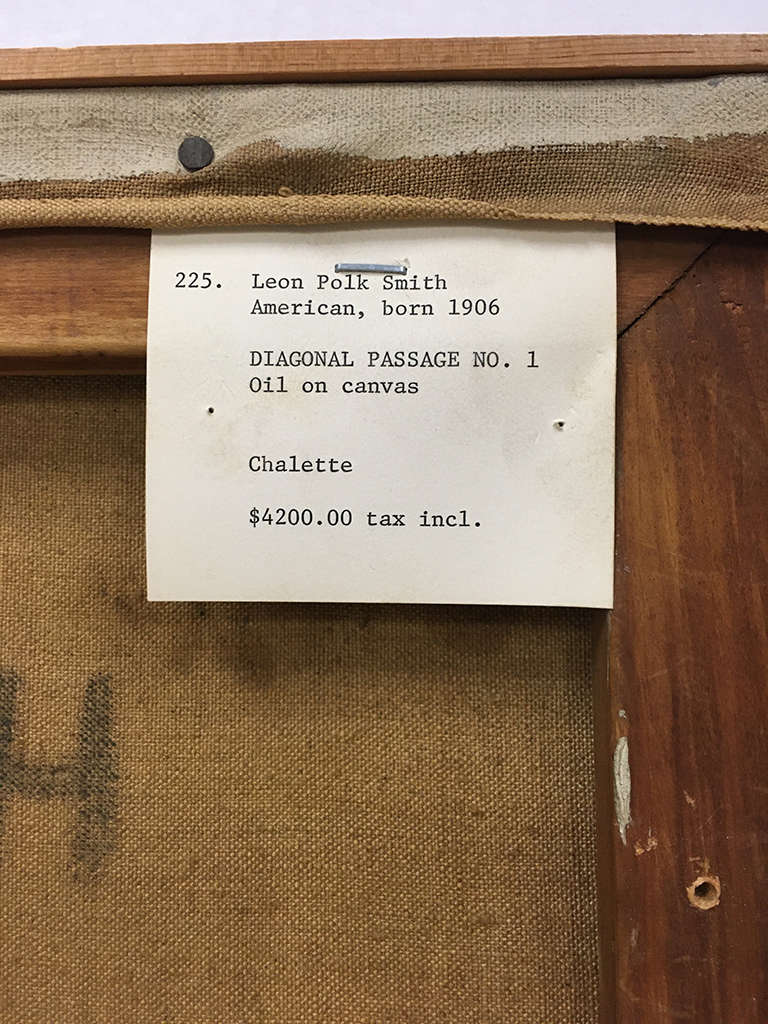 225. Leon Polk Smith
American, born 1906
DIAGONAL PASSAGE NO. 1
Oil on canvas
Chalette
$4200.00 tax incl.
H